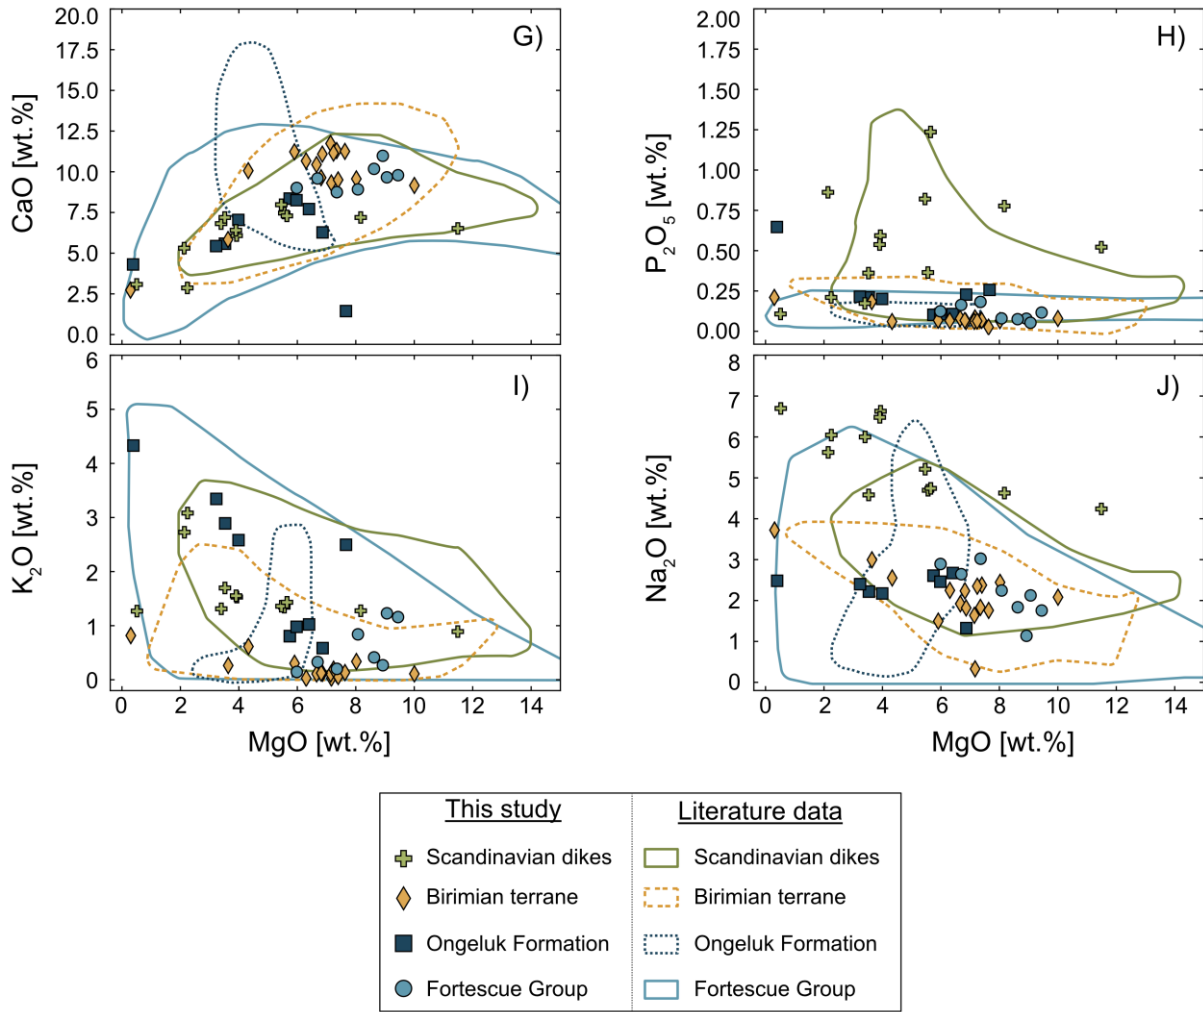 G)
CaO [wt.%]
20.0
17.5
15.0
12.5
10.0
7.5
5.0
2.5
0.0
H)
P2O5 [wt.%]
2.00
1.75
1.50
1.25
1.00
0.75
0.50
0.25
0.00
I)
K2O [wt.%]
6
5
4
3
2
1
0
0 2 4 6 8 10 12 14
MgO [wt.%]
J)
Na2O [wt.%]
8
7
6
5
4
3
2
1
0
0 2 4 6 8 10 12 14
MgO [wt.%]
This study
Scandinavian dikes
Birimian terrane
Ongeluk Formation
Fortescue Group
Literature data
Scandinavian dikes
Birimian terrane
Ongeluk Formation
Fortescue Group